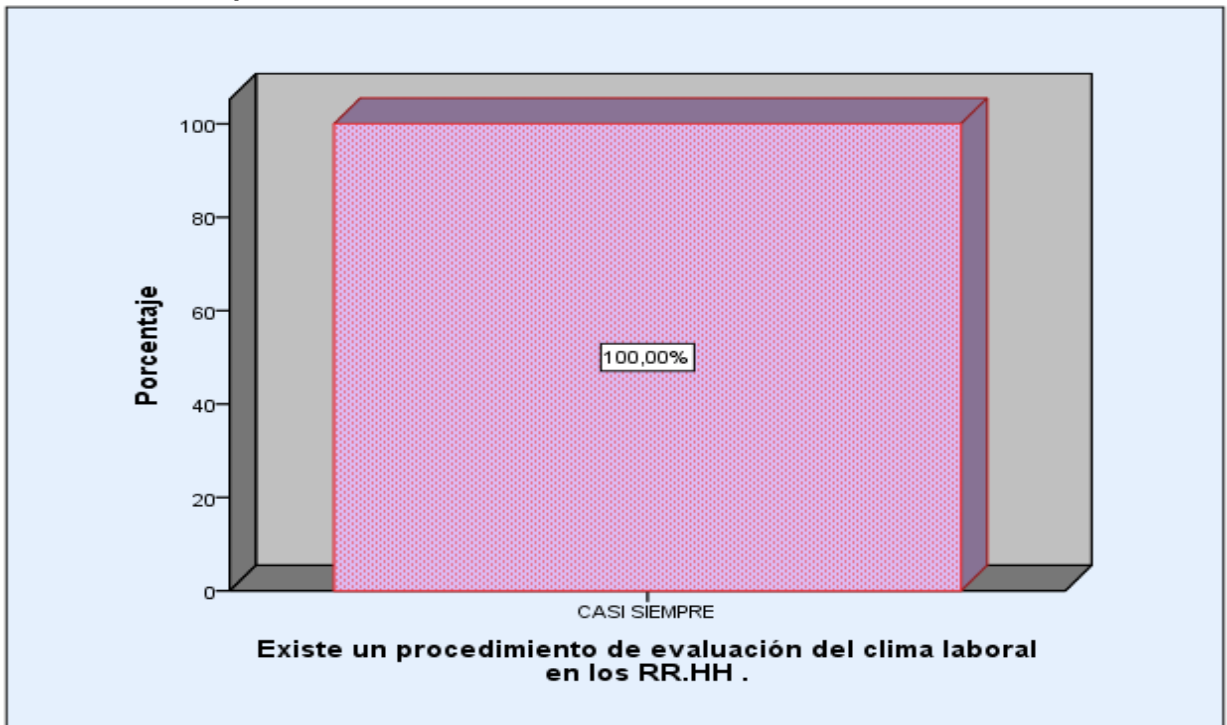 Porcentaje
100
80
60
40
20
0
100,00%
CASI SIEMPRE
Existe un procedimiento de evaluación del clima laboral
en los RR.HH .